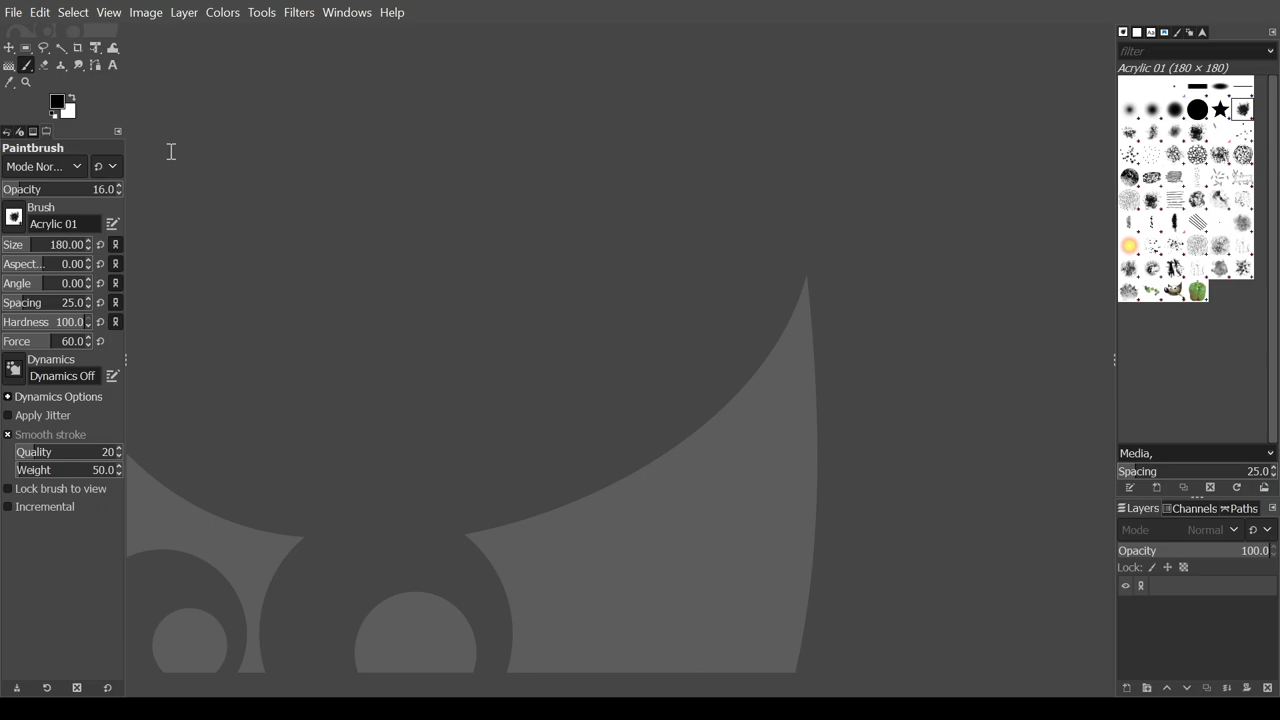 File Edit Select View Image Layer Colors Tools Filters Windows Help
Paintbrush
Mode Nor...
Opacity 16.0
Brush
Acrylic 01
Size 180.00
Aspect... 0.00
Angle 0.00
Spacing 25.0
Hardness 100.0
Force 60.0
Dynamics
Dynamics Off
Dynamics Options
Apply Jitter
Smooth stroke
Quality 20
Weight 50.0
Lock brush to view
Incremental
filter
Acrylic 01 (180 × 180)
Media,
Spacing 25.0
Layers Channels Paths
Mode Normal
Opacity 100.0
Lock: